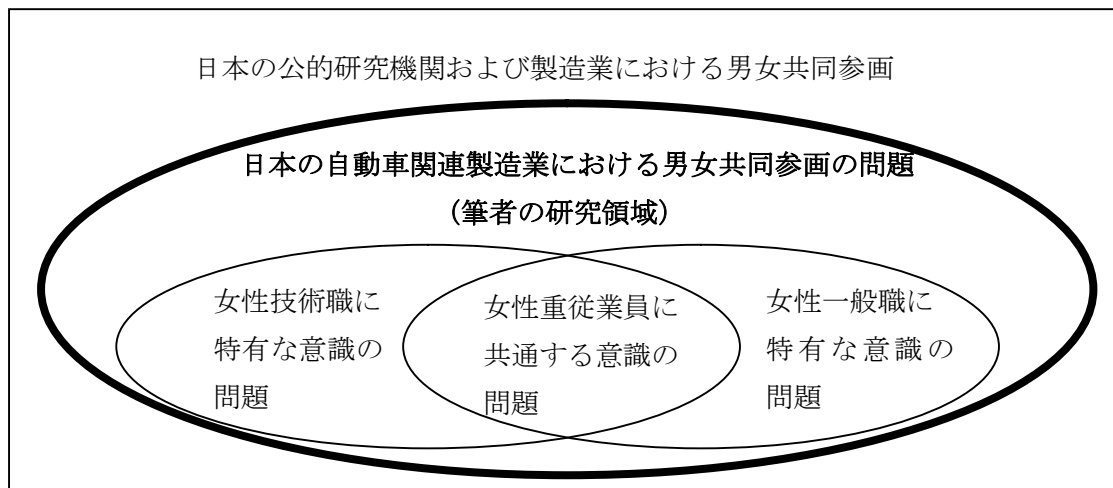 日本の公的研究機関および製造業における男女共同参画
日本の自動車関連製造業における男女共同参画の問題
（筆者の研究領域）
女性技術職に
特有な意識の
問題
女性重従業員に
共通する意識の
問題
女性一般職に
特有な意識の
問題